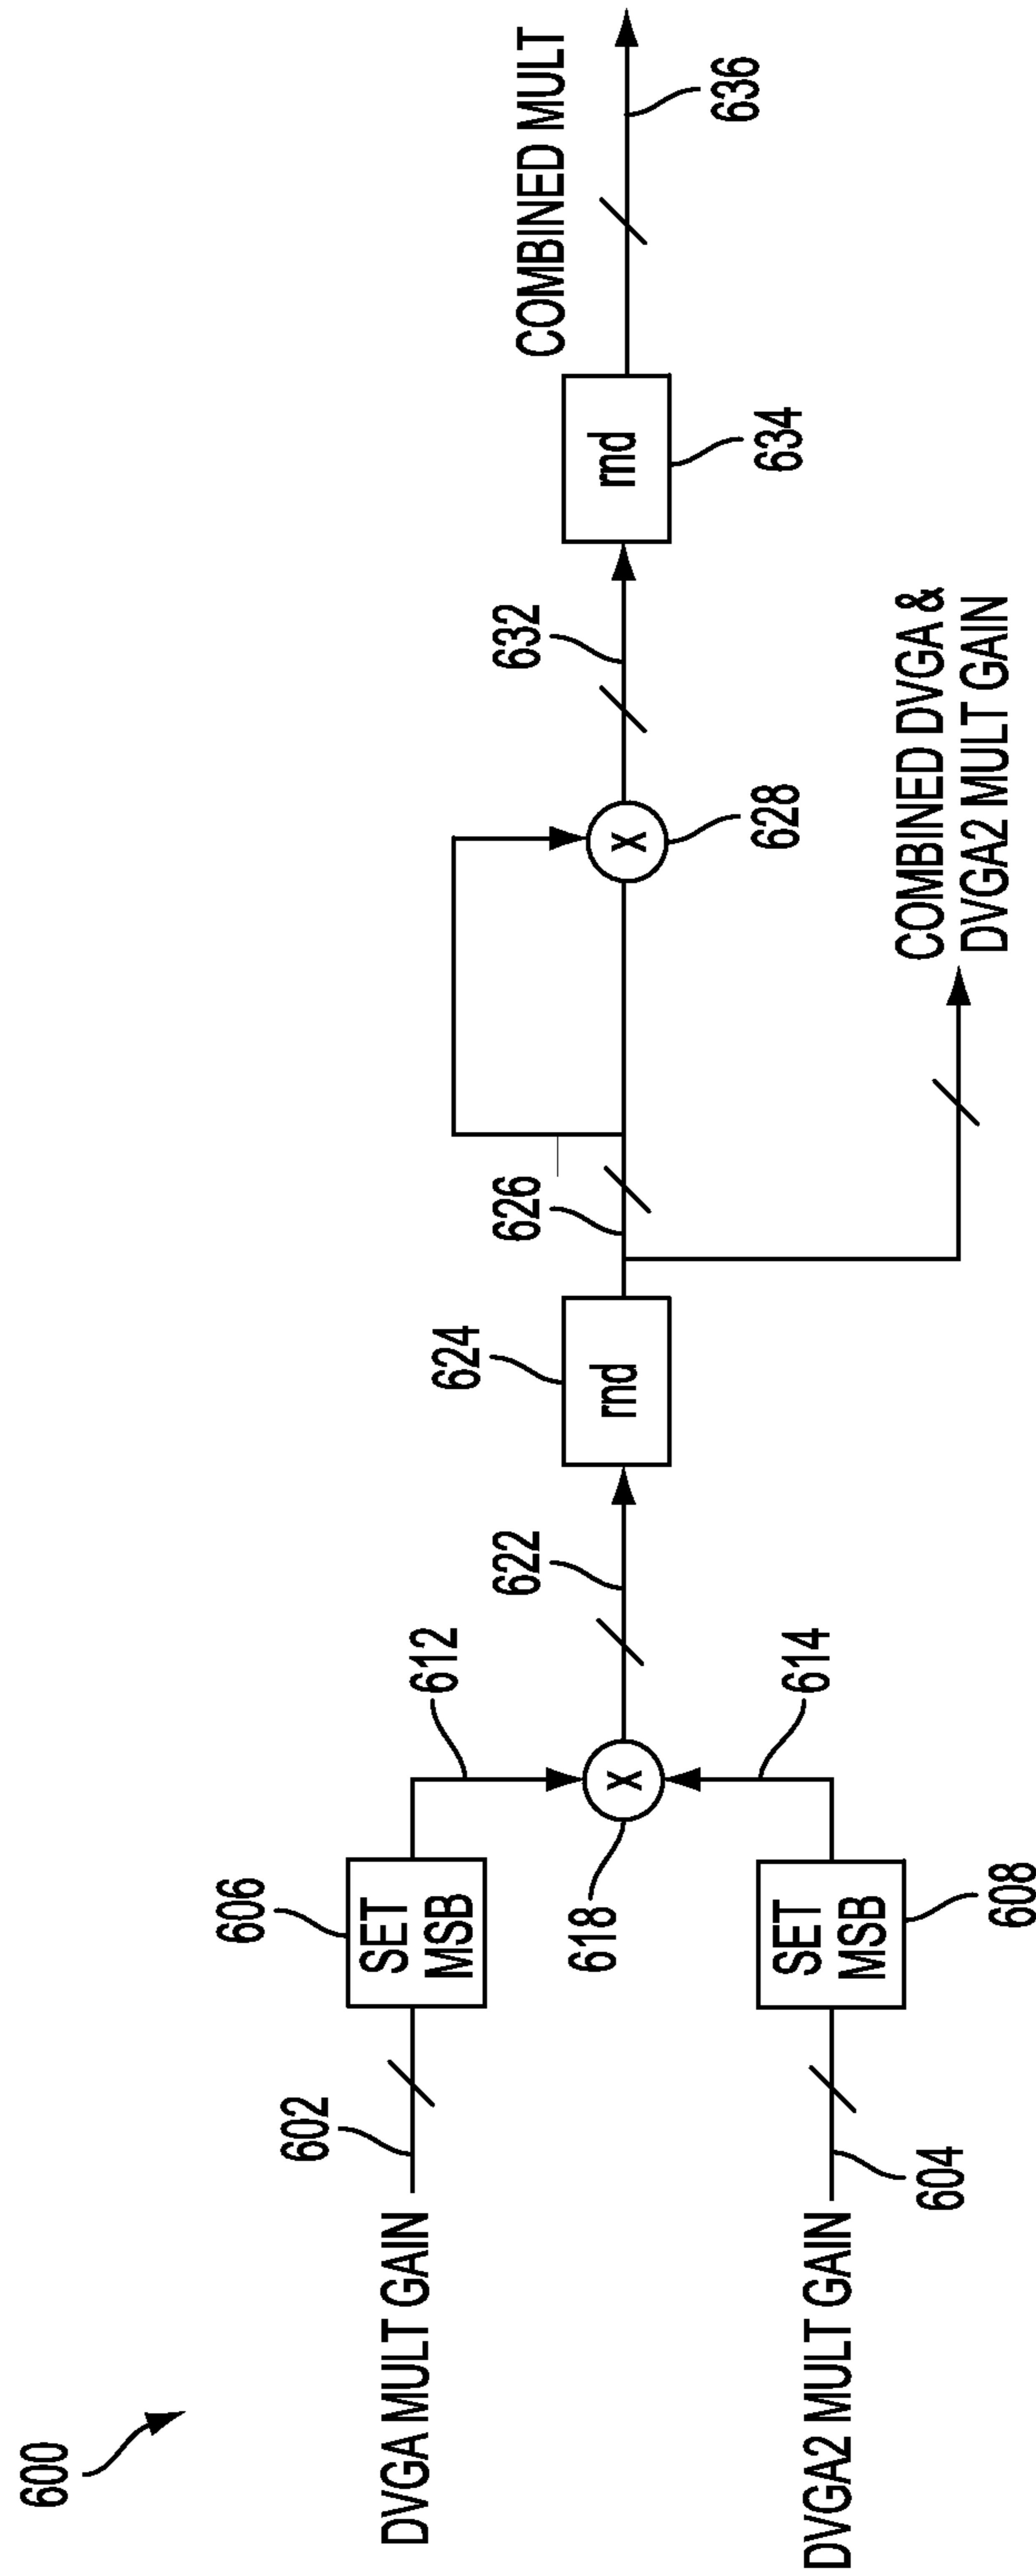 600
DVGA MULT GAIN
602
606
SET
MSB
612
DVGA2 MULT GAIN
604
608
SET
MSB
614
618
X
622
624
rnd
626
COMBINED DVGA &
DVGA2 MULT GAIN
628
X
632
634
rnd
COMBINED MULT
636